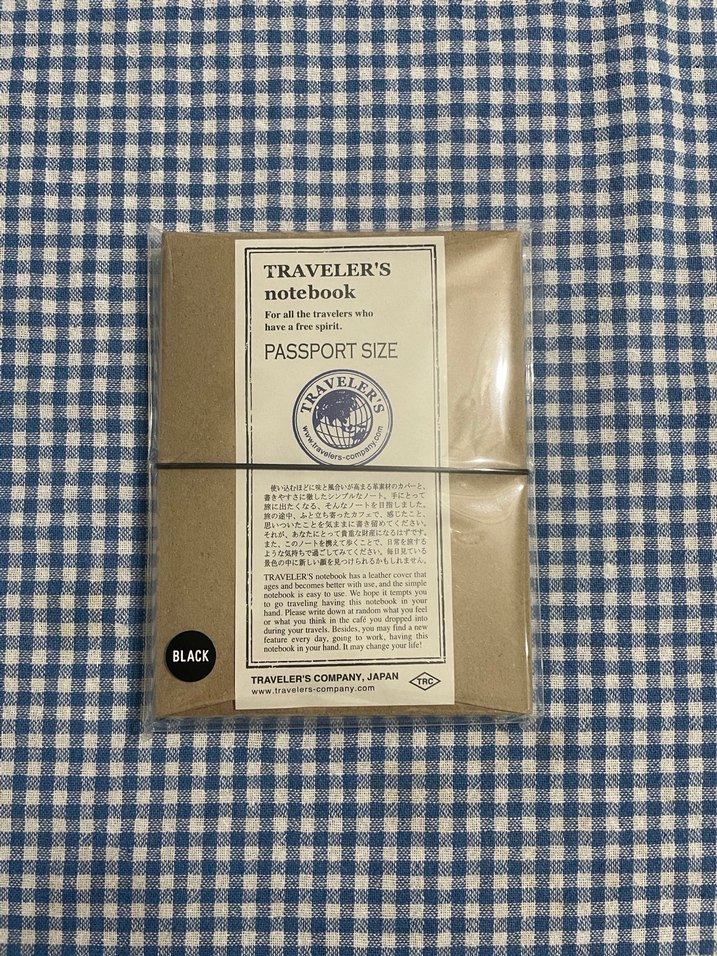 TRAVELER'S
notebook
For all the travelers who
have a free spirit.
PASSPORT SIZE
TRAVELER'S
www.travelers-company.com
使い込むほどに味と風合いが高まる革素材のカバーと、
書きやすさに徹したシンプルなノート。手にとって
旅に出たくなる、そんなノートを目指しました。
旅の途中、ふと立ち寄ったカフェで、感じたこと、
思いついたことを気ままに書き留めてください。
それが、あなたにとって貴重な財産になるはずです。
また、このノートを携えて歩くことで、日常を旅する
ような気持ちで過ごしてみてください。毎日見ている
景色の中に新しい顔を見つけられるかもしれません。
TRAVELER'S notebook has a leather cover that
ages and becomes better with use, and the simple
notebook is easy to use. We hope it tempts you
to go traveling having this notebook in your
hand. Please write down at random what you feel
or what you think in the café you dropped into
during your travels. Besides, you may find a new
feature every day, going to work, having this
notebook in your hand. It may change your life!
BLACK
TRAVELER'S COMPANY, JAPAN
www.travelers-company.com
TRC